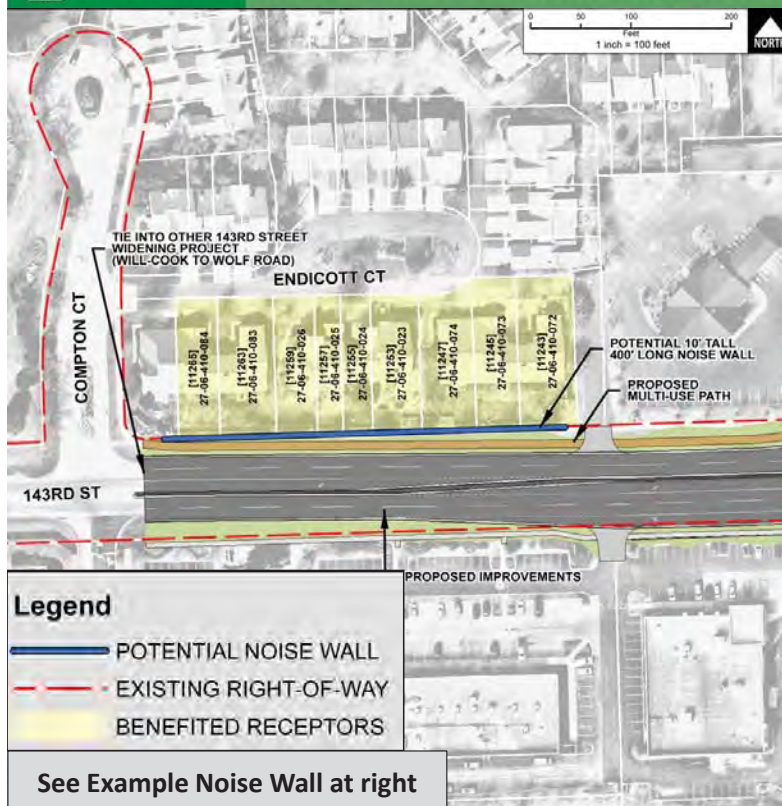 0 50 100 200
Feet
1 inch = 100 feet
NORTH
TIE INTO OTHER 143RD STREET
WIDENING PROJECT
(WILL-COOK TO WOLF ROAD)
ENDICOTT CT
COMPTON CT
[11265]
27-06-410-084
[11263]
27-06-410-083
[11259]
27-06-410-026
[11257]
27-06-410-025
[11255]
27-06-410-024
[11253]
27-06-410-023
[11247]
27-06-410-074
[11245]
27-06-410-073
[11243]
27-06-410-072
POTENTIAL 10' TALL
400' LONG NOISE WALL
PROPOSED
MULTI-USE PATH
143RD ST
PROPOSED IMPROVEMENTS
Legend
POTENTIAL NOISE WALL
EXISTING RIGHT-OF-WAY
BENEFITED RECEPTORS
See Example Noise Wall at right